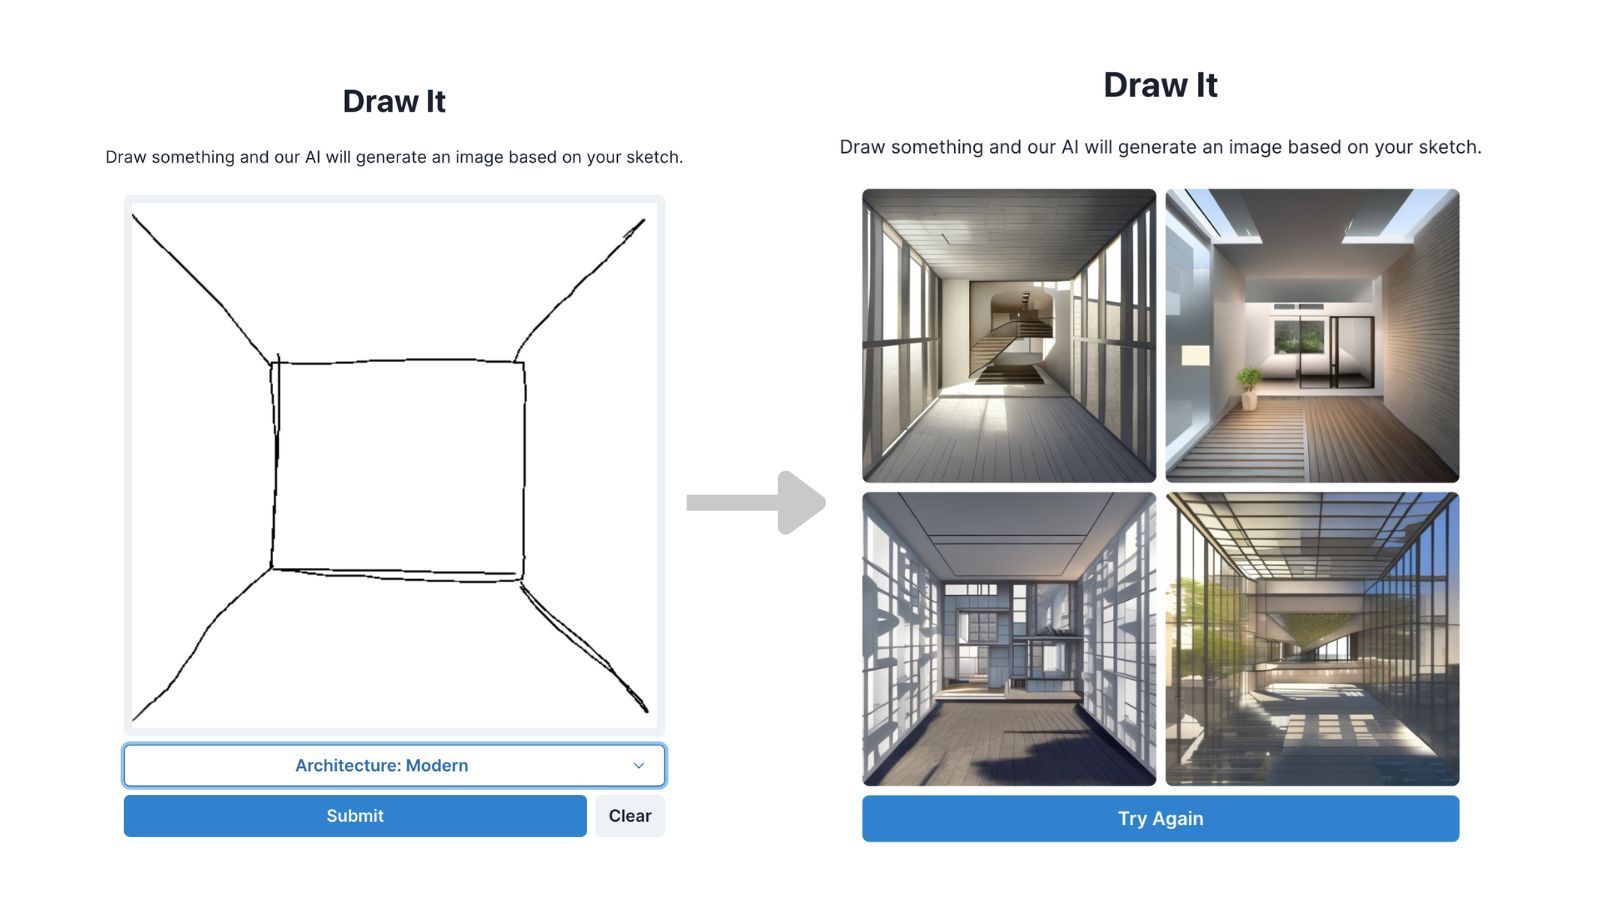 Draw It
Draw something and our AI will generate an image based on your sketch.
Architecture: Modern
Submit
Clear
Draw It
Draw something and our AI will generate an image based on your sketch.
Try Again